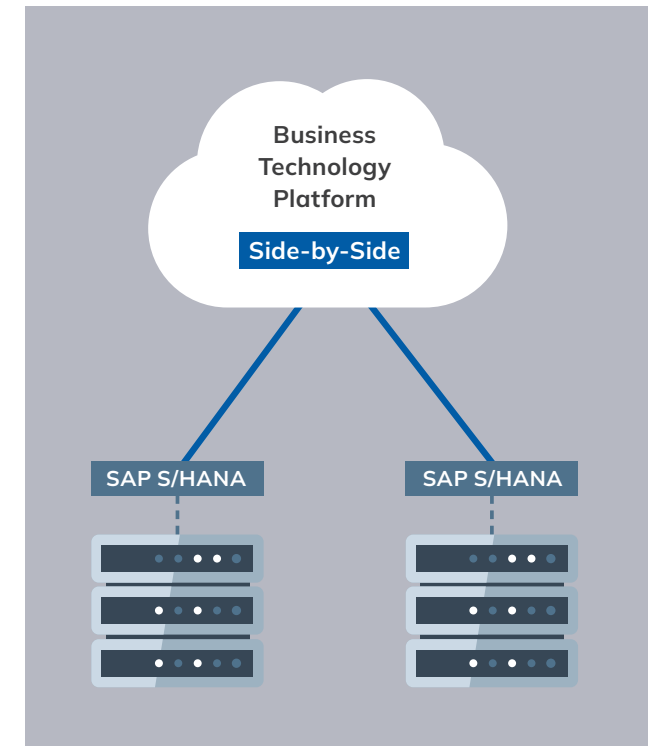 Business
Technology
Platform
Side-by-Side
SAP S/HANA
SAP S/HANA